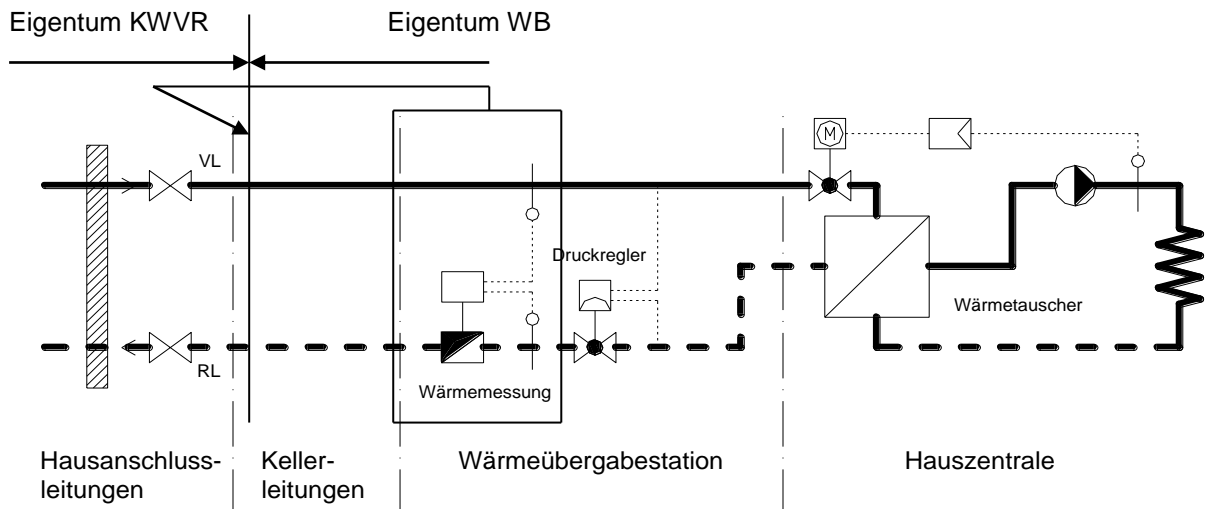 Eigentum KWVR
Eigentum WB
M
VL
Druckregler
Wärmetauscher
RL
Wärmemessung
Hausanschluss-
leitungen
Keller-
leitungen
Wärmeübergabestation
Hauszentrale